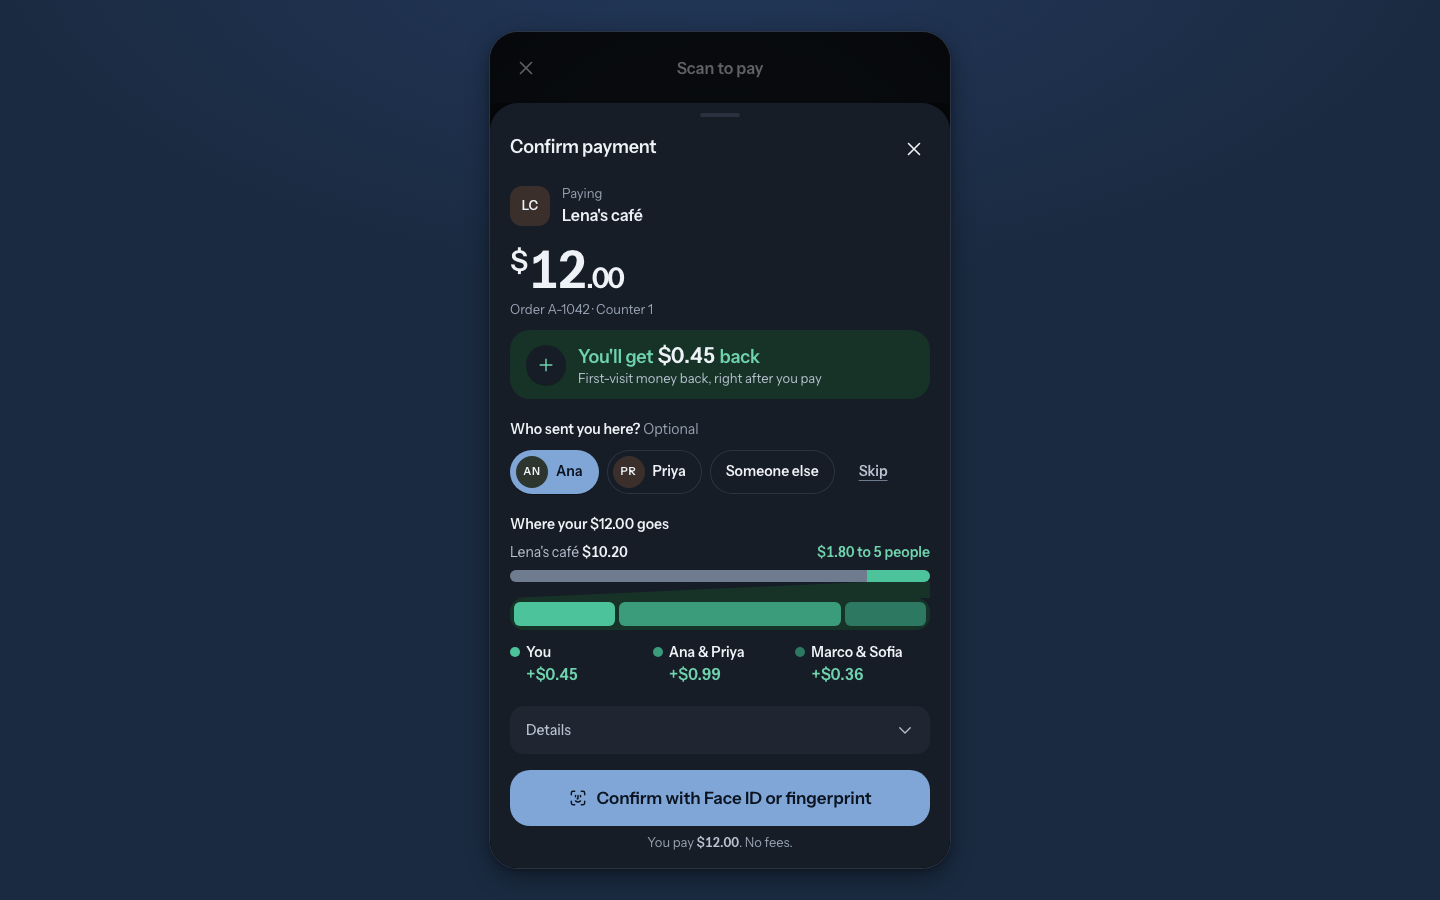 Scan to pay
Confirm payment
LC
Paying
Lena's café
$12.00
Order A-1042 · Counter 1
You'll get $0.45 back
First-visit money back, right after you pay
Who sent you here? Optional
AN Ana PR Priya Someone else Skip
Where your $12.00 goes
Lena's café $10.20 $1.80 to 5 people
You Ana & Priya Marco & Sofia
+$0.45 +$0.99 +$0.36
Details
Confirm with Face ID or fingerprint
You pay $12.00. No fees.